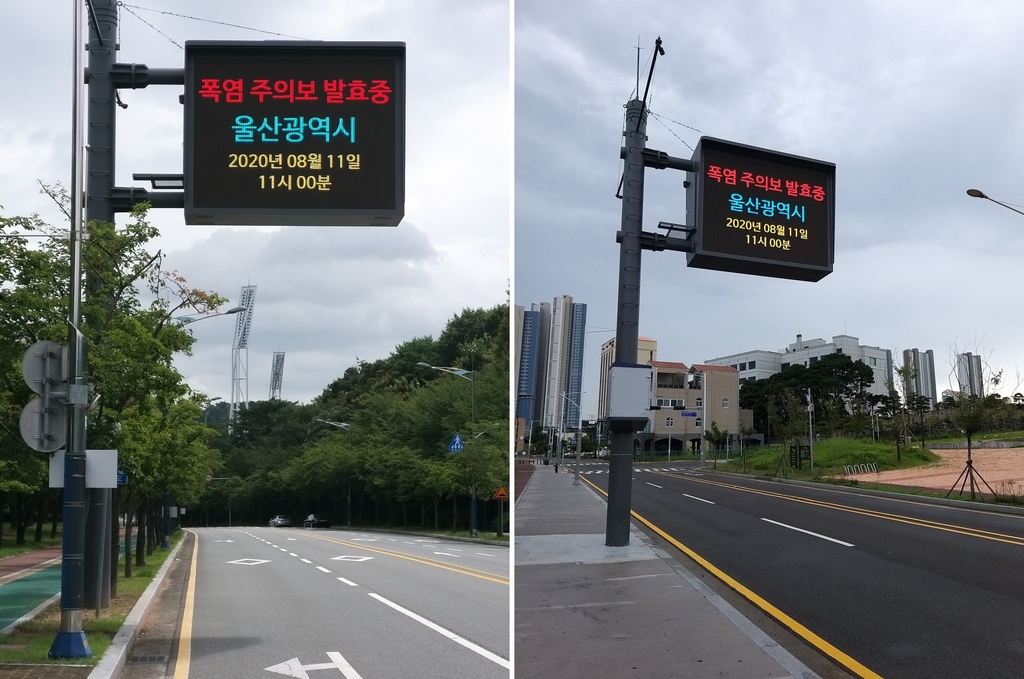 폭염 주의보 발효중
울산광역시
2020년 08월 11일
11시 00분
폭염 주의보 발효중
울산광역시
2020년 08월 11일
11시 00분